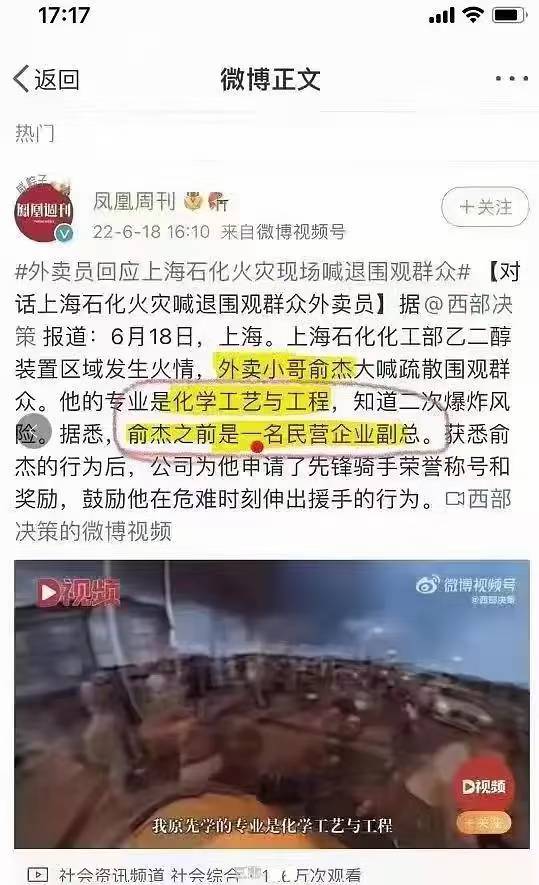 17:17
返回
微博正文
热门
凤凰周刊
凰週刊
+关注
22-6-18 16:10 来自微博视频号
#外卖员回应上海石化火灾现场喊退围观群众# 【对
话上海石化火灾喊退围观群众外卖员】据@西部决
策 报道：6月18日，上海。上海石化化工部乙二醇
装置区域发生火情，外卖小哥俞杰大喊疏散围观群
众。他的专业是化学工艺与工程，知道二次爆炸风
险。据悉，俞杰之前是一名民营企业副总。获悉俞
杰的行为后，公司为他申请了先锋骑手荣誉称号和
奖励，鼓励他在危难时刻伸出援手的行为。西部
决策的微博视频
视频
微博视频号
@西部决策
D视频
+关注
我原先学的专业是化学工艺与工程
社会资讯频道 社会综合
万次观看